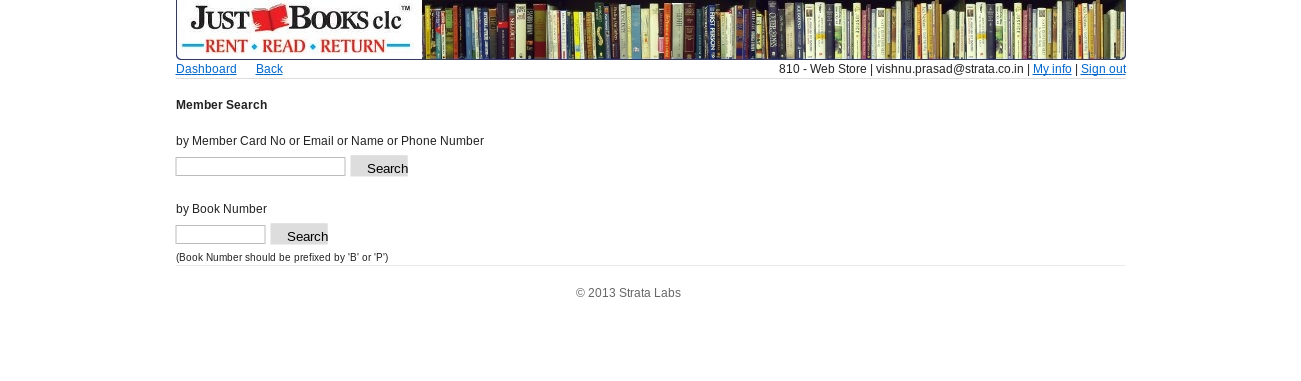 JUST BOOKS clc™
RENT • READ • RETURN
Dashboard Back 810 - Web Store | vishnu.prasad@strata.co.in | My info | Sign out
Member Search
by Member Card No or Email or Name or Phone Number
Search
by Book Number
Search
(Book Number should be prefixed by 'B' or 'P')
© 2013 Strata Labs